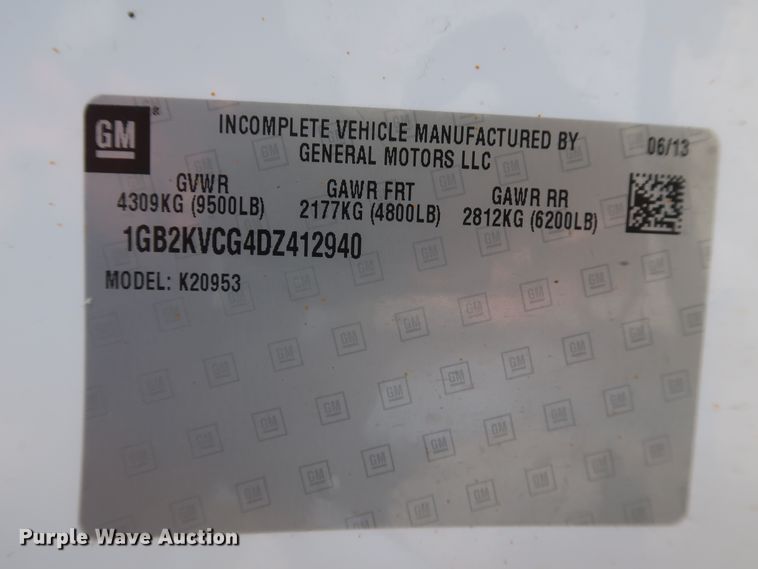 GM
INCOMPLETE VEHICLE MANUFACTURED BY
GENERAL MOTORS LLC
06/13
GVWR GAWR FRT GAWR RR
4309KG (9500LB) 2177KG (4800LB) 2812KG (6200LB)
1GB2KVCG4DZ412940
MODEL: K20953
Purple Wave Auction